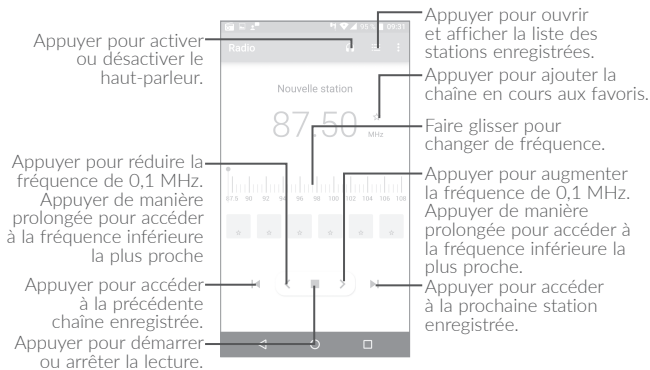 Appuyer pour activer
ou désactiver le
haut-parleur.
Appuyer pour réduire la
fréquence de 0,1 MHz.
Appuyer de manière
prolongée pour accéder
à la fréquence inférieure
la plus proche
Appuyer pour accéder
à la précédente
chaîne enregistrée.
Appuyer pour démarrer
ou arrêter la lecture.
95 % 09:31
Radio
Nouvelle station
87,50
MHz
87.5 90 92 94 96 98 100 102 104 106 108
Appuyer pour ouvrir
et afficher la liste des
stations enregistrées.
Appuyer pour ajouter la
chaîne en cours aux favoris.
Faire glisser pour
changer de fréquence.
Appuyer pour augmenter
la fréquence de 0,1 MHz.
Appuyer de manière
prolongée pour accéder à
la fréquence inférieure la
plus proche.
Appuyer pour accéder
à la prochaine station
enregistrée.